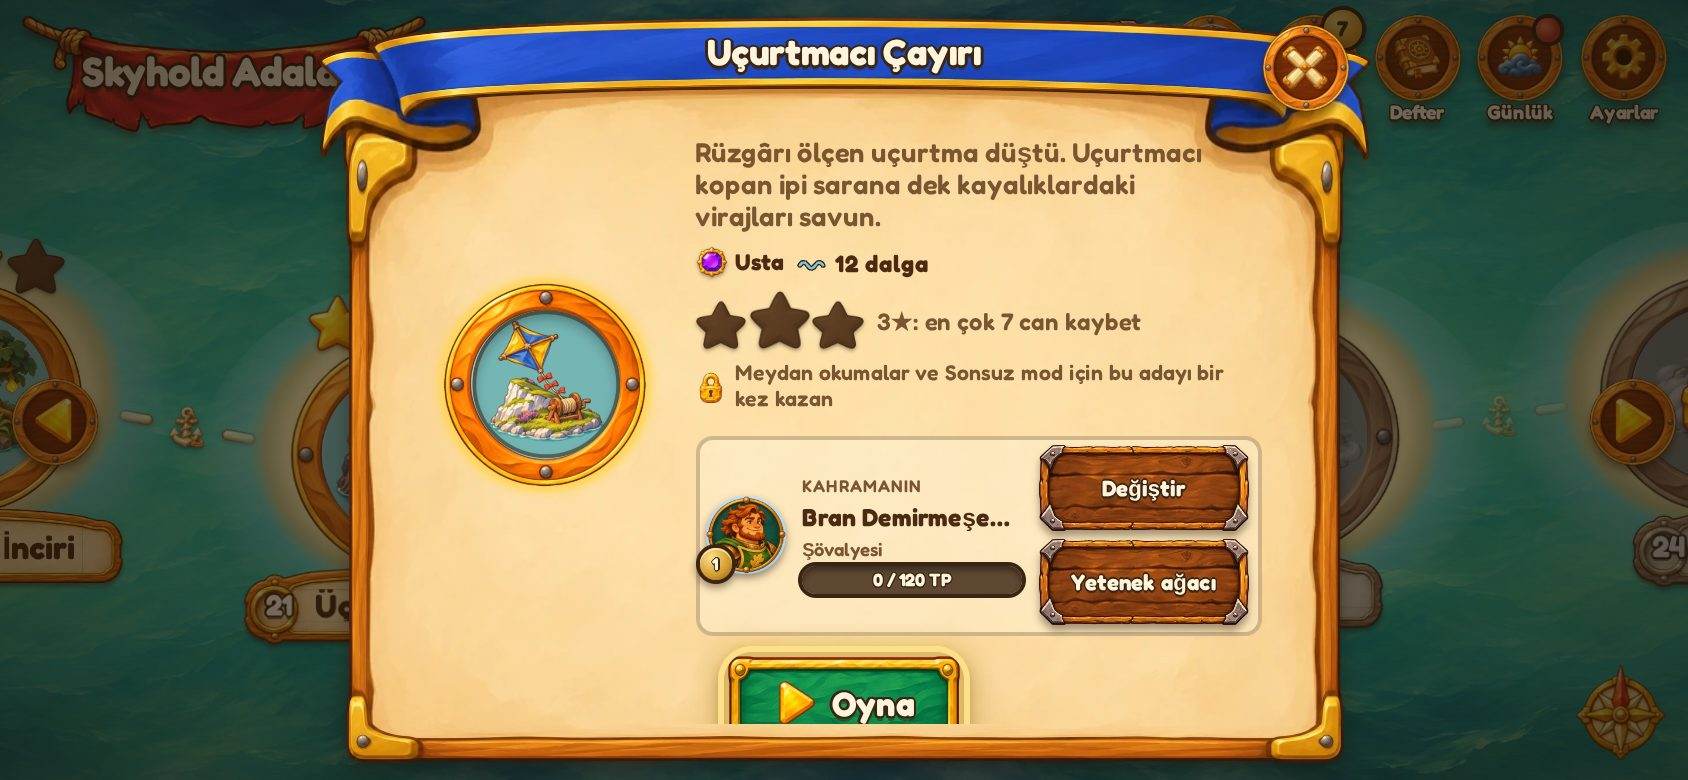 Uçurtmacı Çayırı
Skyhold
7
Defter
Günlük
Ayarlar
Rüzgârı ölçen uçurtma düştü. Uçurtmacı
kopan ipi sarana dek kayalıklardaki
virajları savun.
Usta
12 dalga
3★: en çok 7 can kaybet
Meydan okumalar ve Sonsuz mod için bu adayı bir
kez kazan
KAHRAMANIN
Bran Demirmeşe...
Şövalyesi
1
0 / 120 TP
Değiştir
Yetenek ağacı
İnciri
21
24
Oyna